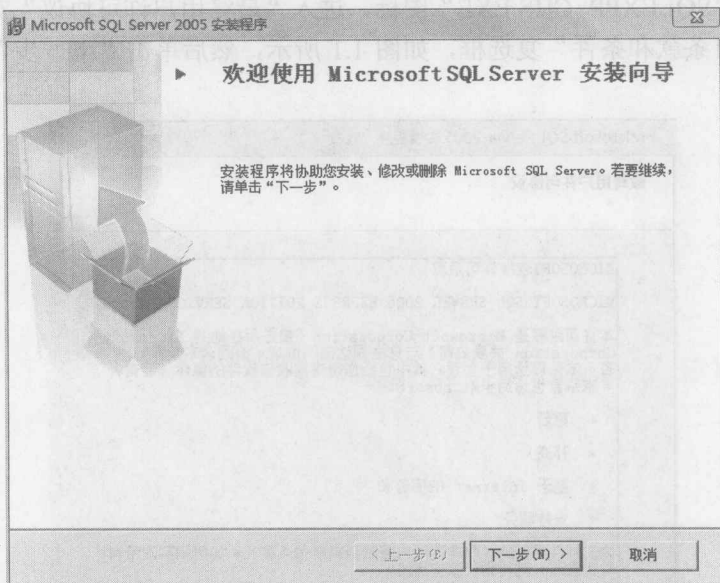 Microsoft SQL Server 2005 安装程序
欢迎使用 Microsoft SQL Server 安装向导
安装程序将协助您安装、修改或删除 Microsoft SQL Server。若要继续，
请单击“下一步”。
< 上一步(B)
下一步(N) >
取消